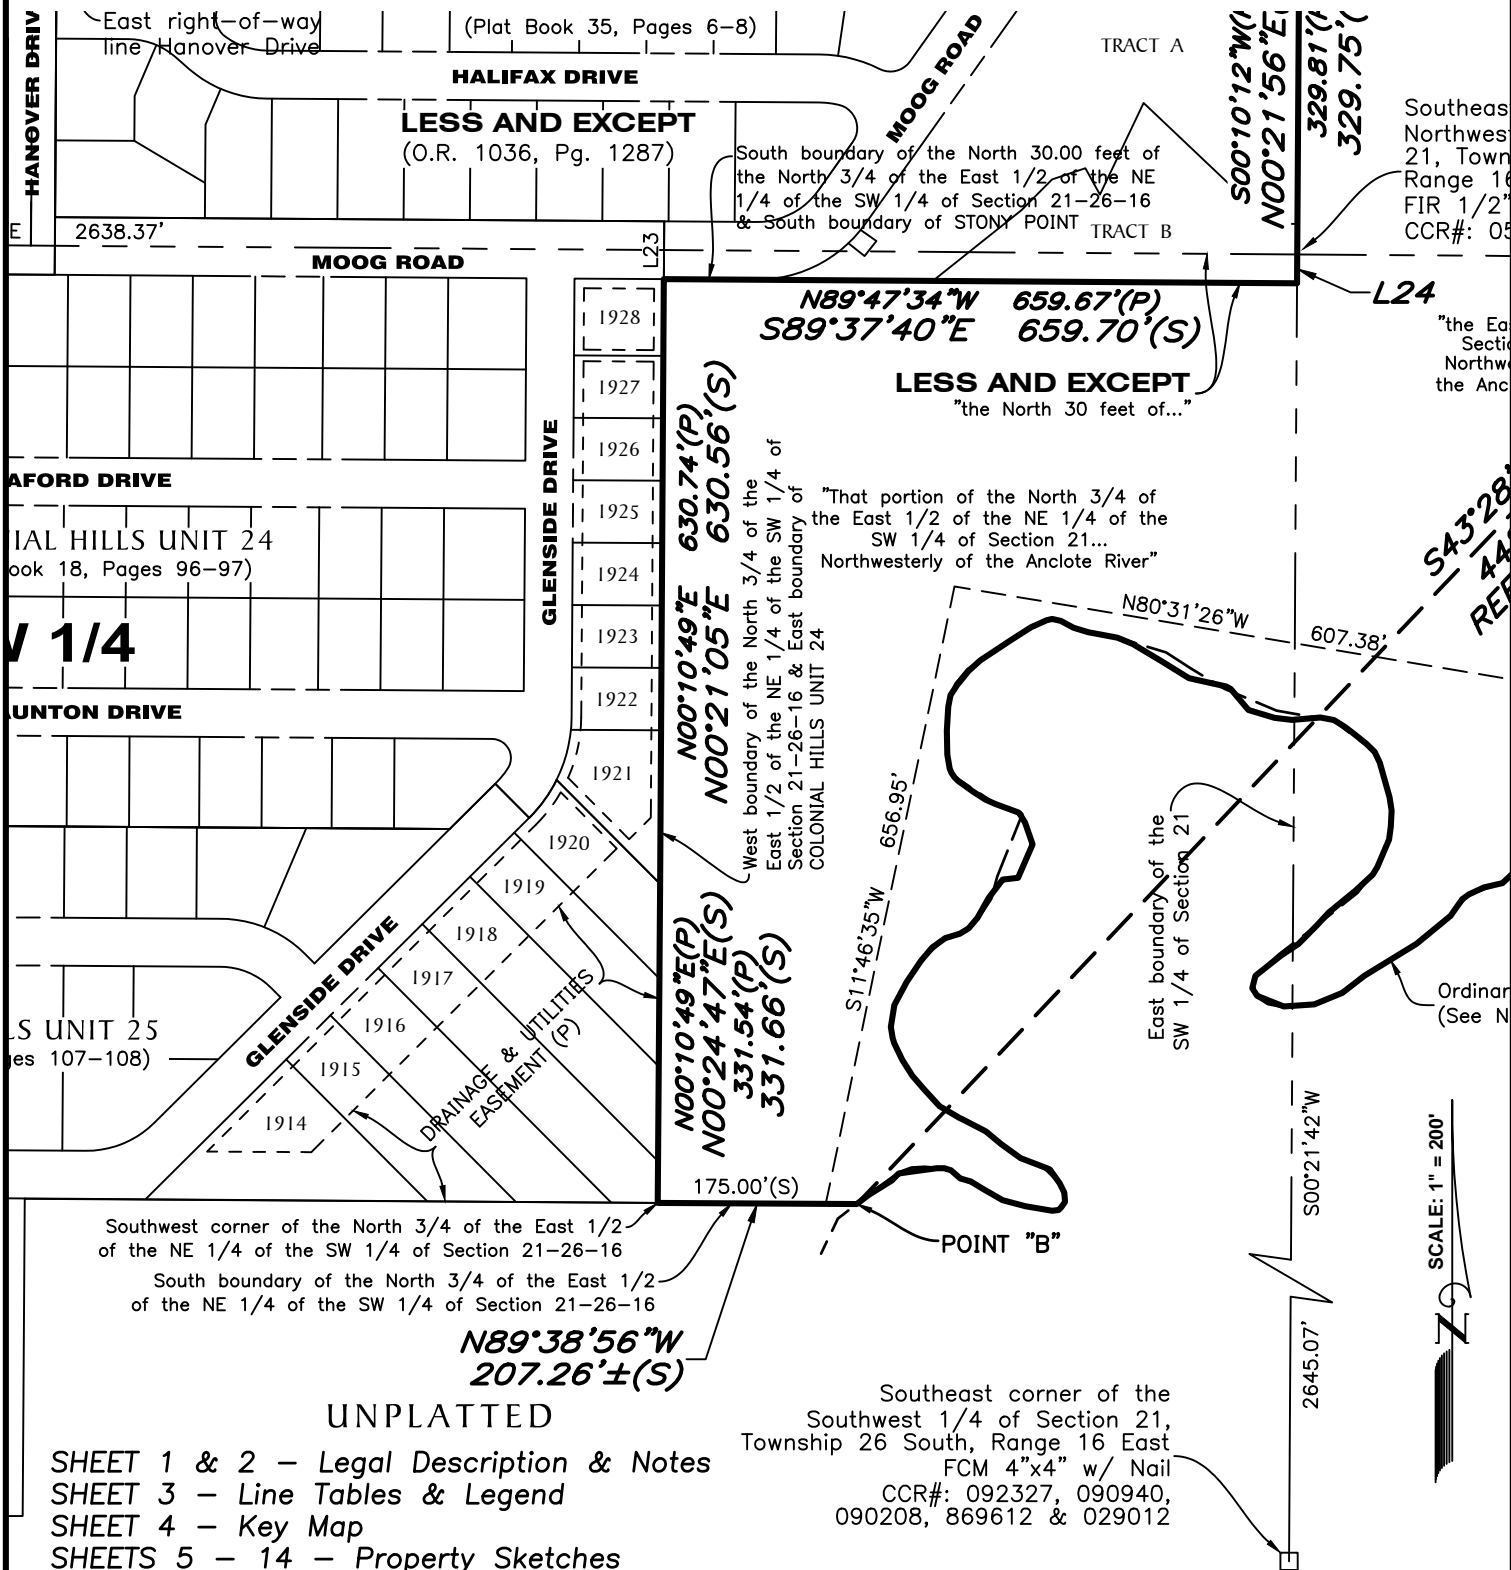 East right-of-way
line Hanover Drive
(Plat Book 35, Pages 6-8)
HANOVER DRIV
HALIFAX DRIVE
MOOG ROAD
TRACT A
LESS AND EXCEPT
(O.R. 1036, Pg. 1287)
South boundary of the North 30.00 feet of
the North 3/4 of the East 1/2 of the NE
1/4 of the SW 1/4 of Section 21-26-16
& South boundary of STONY POINT
TRACT B
S00°10'12"W(
N00°21'56"E(
329.81'(
329.75'(
Southeas
Northwest
21, Town
Range 16
FIR 1/2"
CCR#: 05
E
2638.37'
MOOG ROAD
L23
N89°47'34"W 659.67'(P)
S89°37'40"E 659.70'(S)
L24
LESS AND EXCEPT
"the North 30 feet of..."
"the Ea
Sectio
Northwe
the Anc
1928
1927
1926
1925
1924
1923
1922
1921
1920
1919
1918
1917
1916
1915
1914
GLENSIDE DRIVE
AFORD DRIVE
IAL HILLS UNIT 24
ook 18, Pages 96-97)
1/4
AUNTON DRIVE
N00°10'49"E 630.74'(P)
N00°21'05"E 630.56'(S)
West boundary of the North 3/4 of the
East 1/2 of the NE 1/4 of the SW 1/4 of
Section 21-26-16 & East boundary of
COLONIAL HILLS UNIT 24
"That portion of the North 3/4 of
the East 1/2 of the NE 1/4 of the
SW 1/4 of Section 21...
Northwesterly of the Anclote River"
N80°31'26"W
607.38'
S43°28'
44
REF
656.95'
S11°46'35"W
East boundary of the
SW 1/4 of Section 21
N00°10'49"E(P)
N00°24'47"E(S)
331.54'(P)
331.66'(S)
GLENSIDE DRIVE
LS UNIT 25
ges 107-108)
DRAINAGE & UTILITIES
EASEMENT (P)
Ordinar
(See N
S00°21'42"W
175.00'(S)
POINT "B"
Southwest corner of the North 3/4 of the East 1/2
of the NE 1/4 of the SW 1/4 of Section 21-26-16
South boundary of the North 3/4 of the East 1/2
of the NE 1/4 of the SW 1/4 of Section 21-26-16
N89°38'56"W
207.26'±(S)
SCALE: 1" = 200'
N
2645.07'
UNPLATTED
Southeast corner of the
Southwest 1/4 of Section 21,
Township 26 South, Range 16 East
FCM 4"x4" w/ Nail
CCR#: 092327, 090940,
090208, 869612 & 029012
SHEET 1 & 2 - Legal Description & Notes
SHEET 3 - Line Tables & Legend
SHEET 4 - Key Map
SHEETS 5 - 14 - Property Sketches